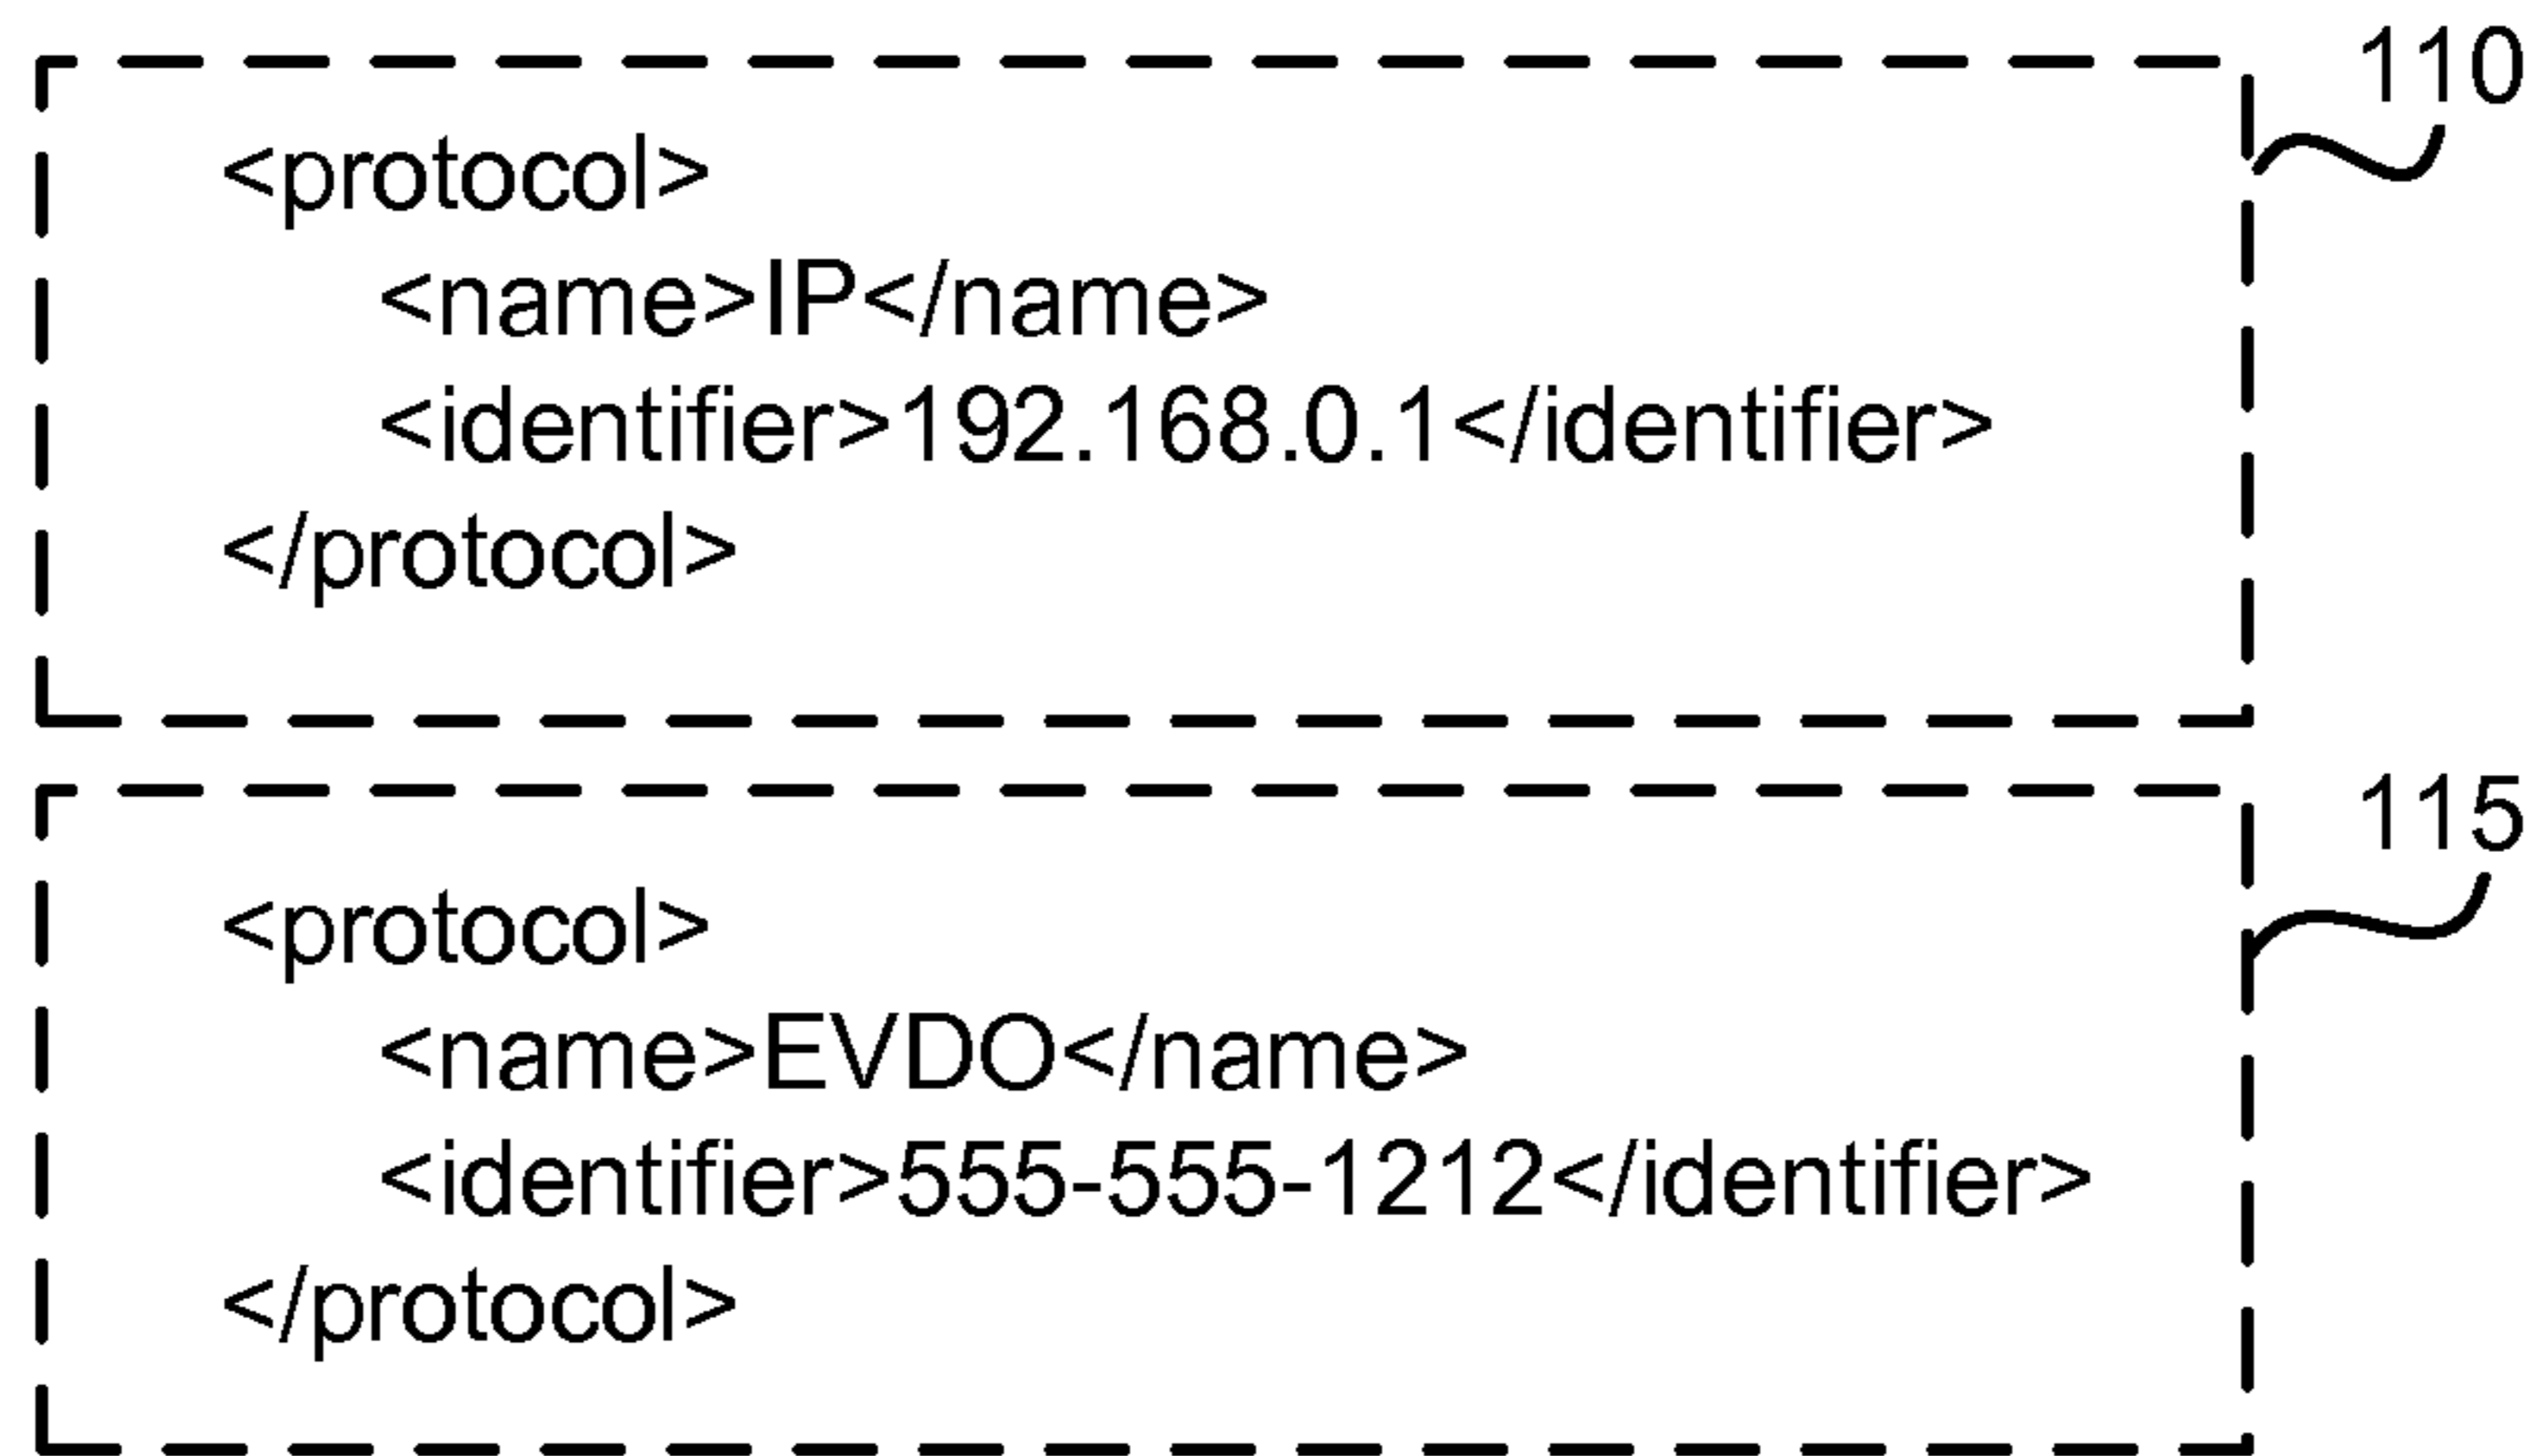 110
<protocol>
<name>IP</name>
<identifier>192.168.0.1</identifier>
</protocol>
115
<protocol>
<name>EVDO</name>
<identifier>555-555-1212</identifier>
</protocol>